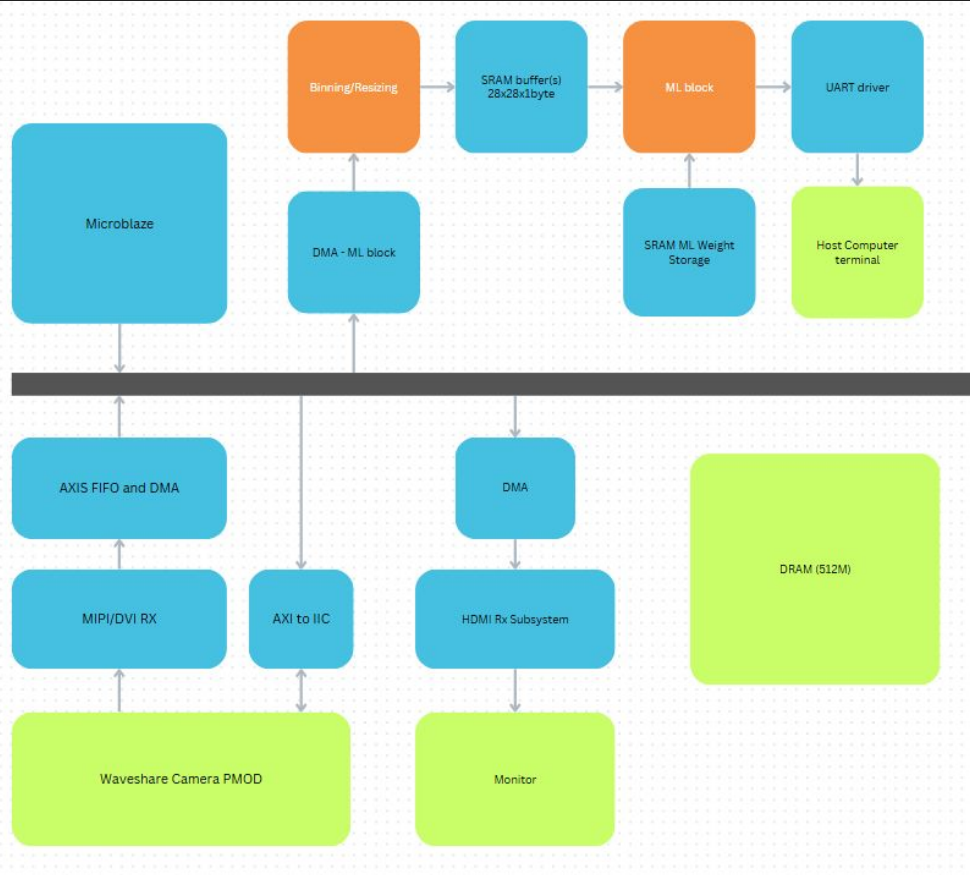 Binning/Resizing
SRAM buffer(s)
28x28x1byte
ML block
UART driver
Microblaze
DMA - ML block
SRAM ML Weight
Storage
Host Computer
terminal
AXIS FIFO and DMA
DMA
DRAM (512M)
MIPI/DVI RX
AXI to IIC
HDMI Rx Subsystem
Waveshare Camera PMOD
Monitor